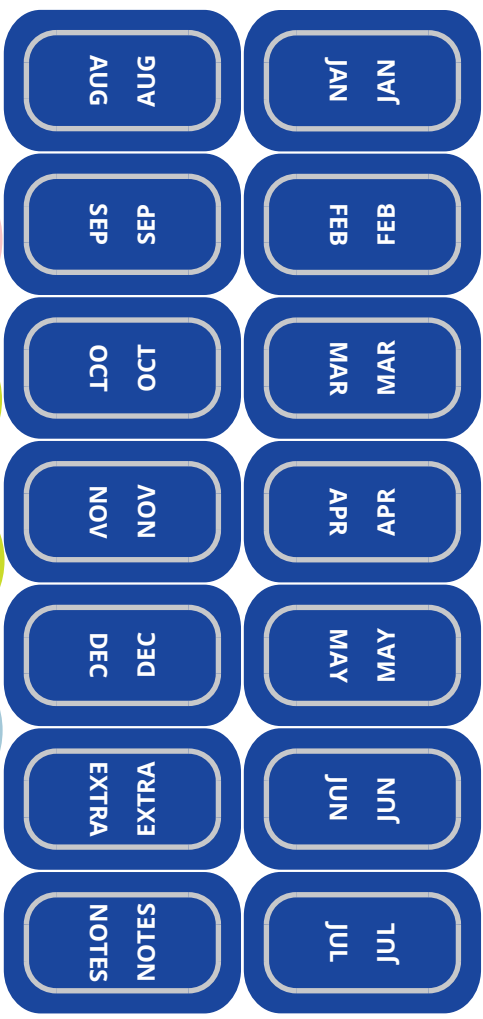 AUG AUG
JAN JAN
SEP SEP
FEB FEB
OCT OCT
MAR MAR
NOV NOV
APR APR
DEC DEC
MAY MAY
EXTRA EXTRA
JUN JUN
NOTES NOTES
JUL JUL